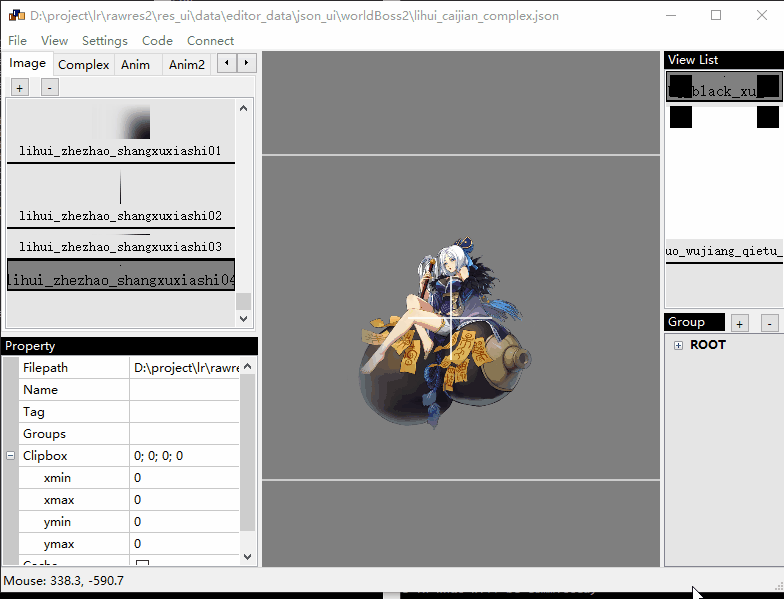 D:\project\lr\rawres2\res_ui\data\editor_data\json_ui\worldBoss2\lihui_caijian_complex.json
File View Settings Code Connect
Image Complex Anim Anim2
+ -
lihui_zhezhao_shangxuxiashi01
lihui_zhezhao_shangxuxiashi02
lihui_zhezhao_shangxuxiashi03
lihui_zhezhao_shangxuxiashi04
Property
Filepath D:\project\lr\rawre
Name
Tag
Groups
Clipbox 0; 0; 0; 0
xmin 0
xmax 0
ymin 0
ymax 0
Mouse: 338.3, -590.7
View List
black_xu
uo_wujiang_qietu_
Group + -
ROOT